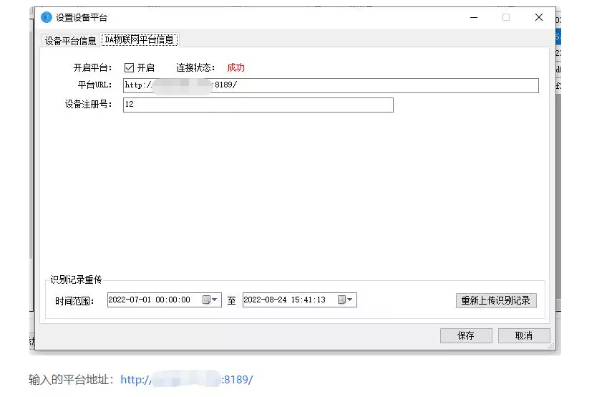 设置设备平台
设备平台信息 DA物联网平台信息
开启平台： 开启 连接状态： 成功
平台URL: http:/ :8189/
设备注册号： 12
识别记录重传
时间范围： 2022-07-01 00:00:00 至 2022-08-24 15:41:13 重新上传识别记录
保存 取消
输入的平台地址：http:/ :8189/